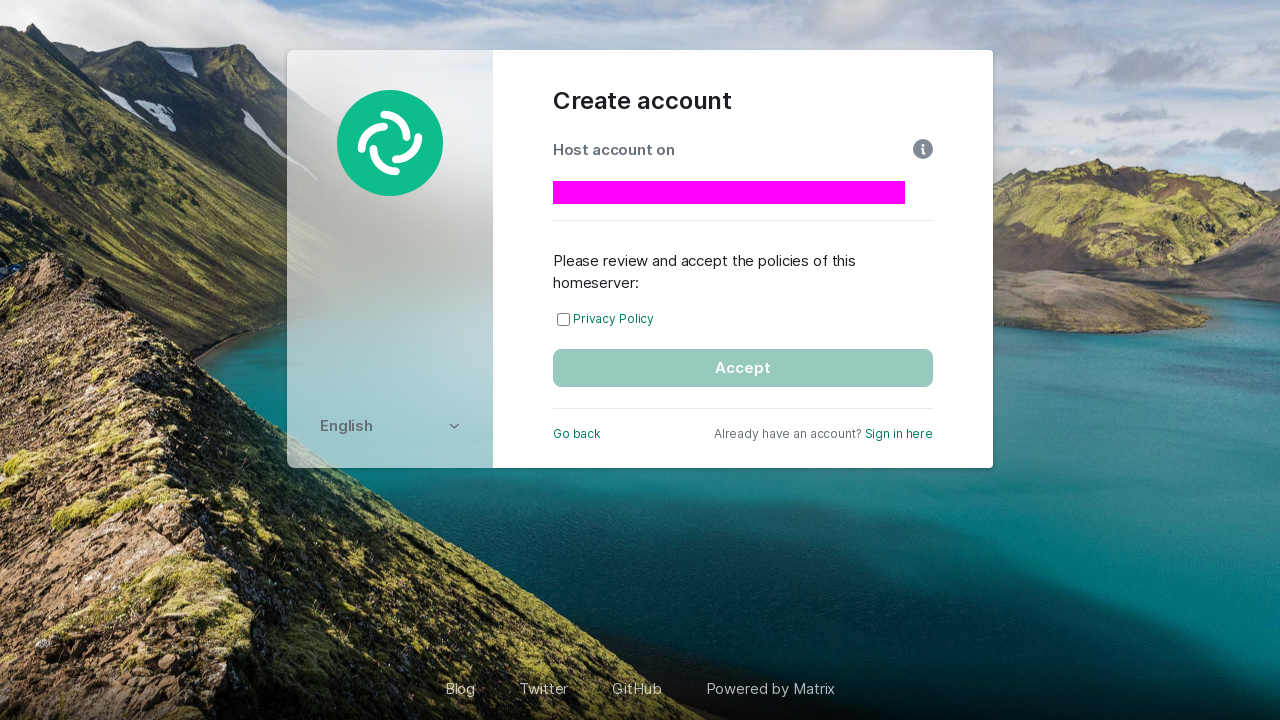 Create account
Host account on
Please review and accept the policies of this
homeserver:
Privacy Policy
Accept
English
Go back
Already have an account? Sign in here
Blog
Twitter
GitHub
Powered by Matrix